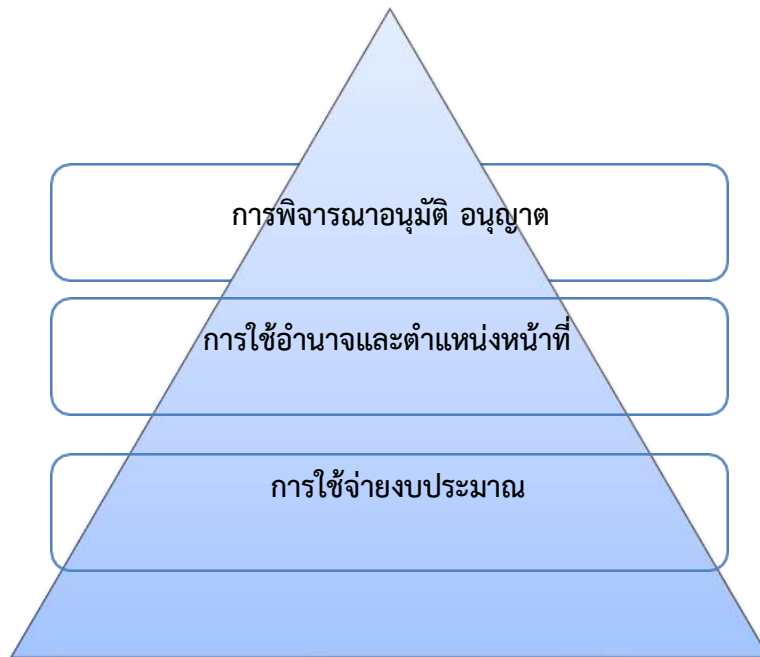 การพิจารณาอนุมัติ อนุญาต
การใช้อำนาจและตำแหน่งหน้าที่
การใช้จ่ายงบประมาณ